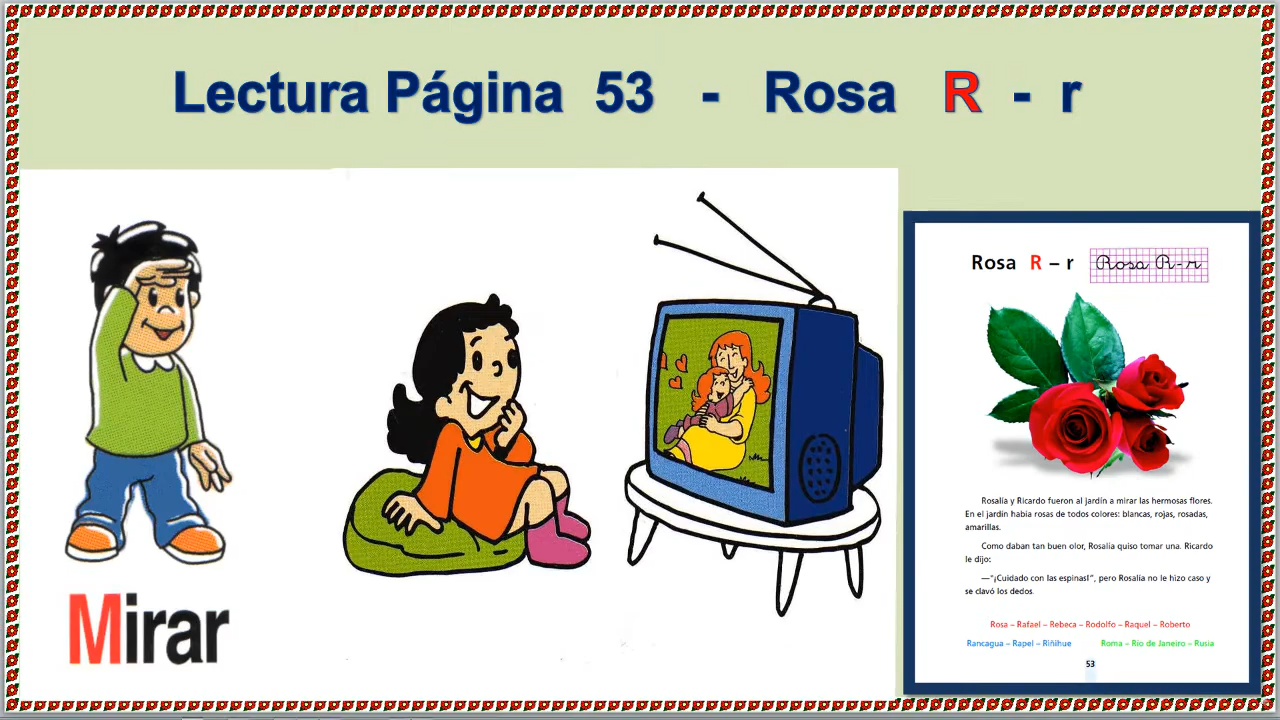 Lectura Página 53 - Rosa R - r
Mirar
Rosa R – r
Rosa R-r
Rosalía y Ricardo fueron al jardín a mirar las hermosas flores.
En el jardín había rosas de todos colores: blancas, rojas, rosadas,
amarillas.
Como daban tan buen olor, Rosalía quiso tomar una. Ricardo
le dijo:
—"¡Cuidado con las espinas!", pero Rosalía no le hizo caso y
se clavó los dedos.
Rosa – Rafael – Rebeca – Rodolfo – Raquel – Roberto
Rancagua – Rapel – Riñihue Roma – Río de Janeiro – Rusia
53